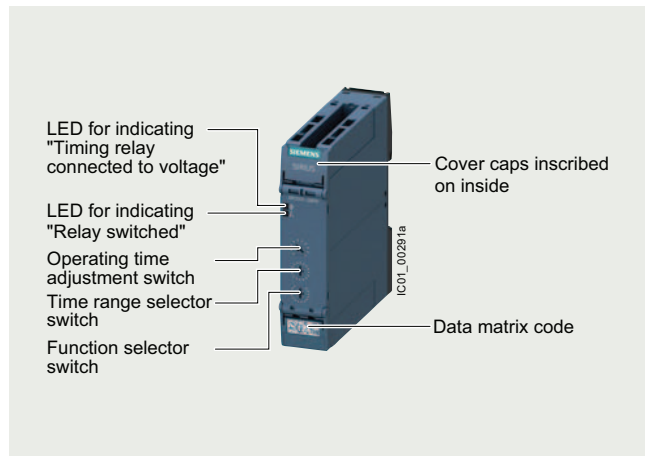 LED for indicating
"Timing relay
connected to voltage"
LED for indicating
"Relay switched"
Operating time
adjustment switch
Time range selector
switch
Function selector
switch
SIEMENS
SIRIUS
Cover caps inscribed
on inside
IC01_00291a
Data matrix code